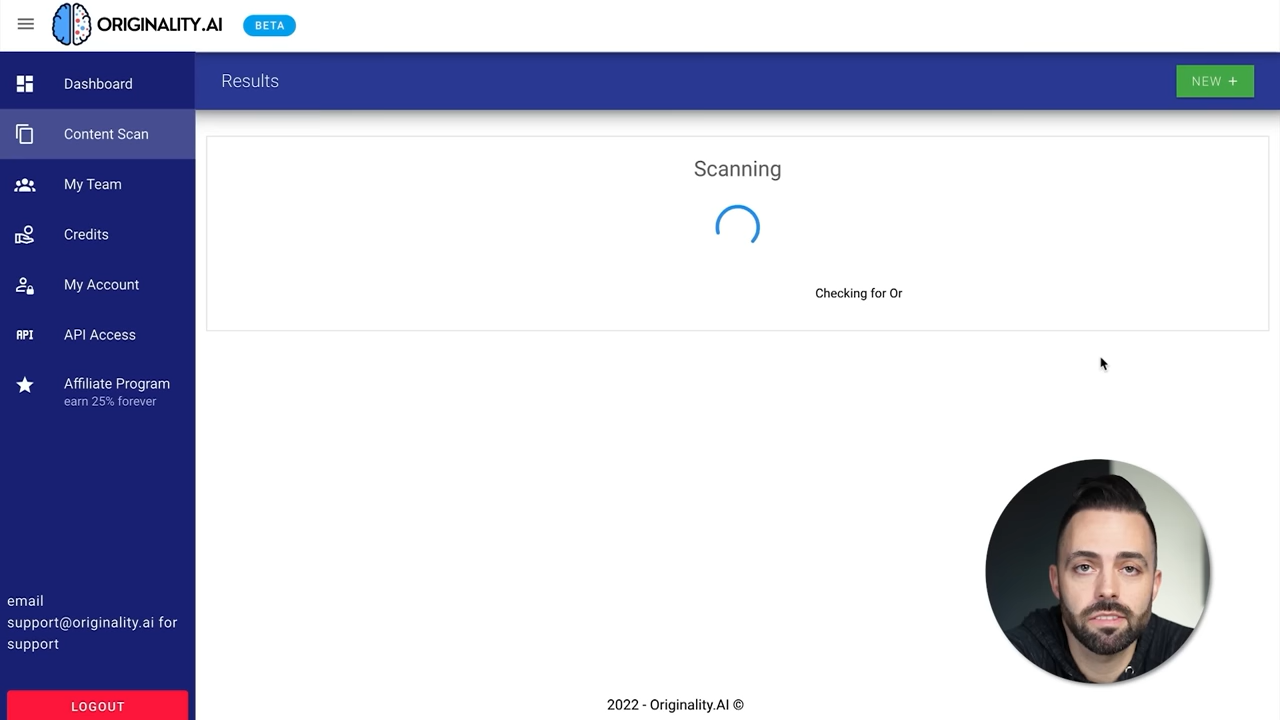 ORIGINALITY.AI
BETA
Dashboard
Content Scan
My Team
Credits
My Account
API
API Access
Affiliate Program
earn 25% forever
email
support@originality.ai for
support
LOGOUT
Results
NEW +
Scanning
Checking for Or
2022 - Originality.AI ©